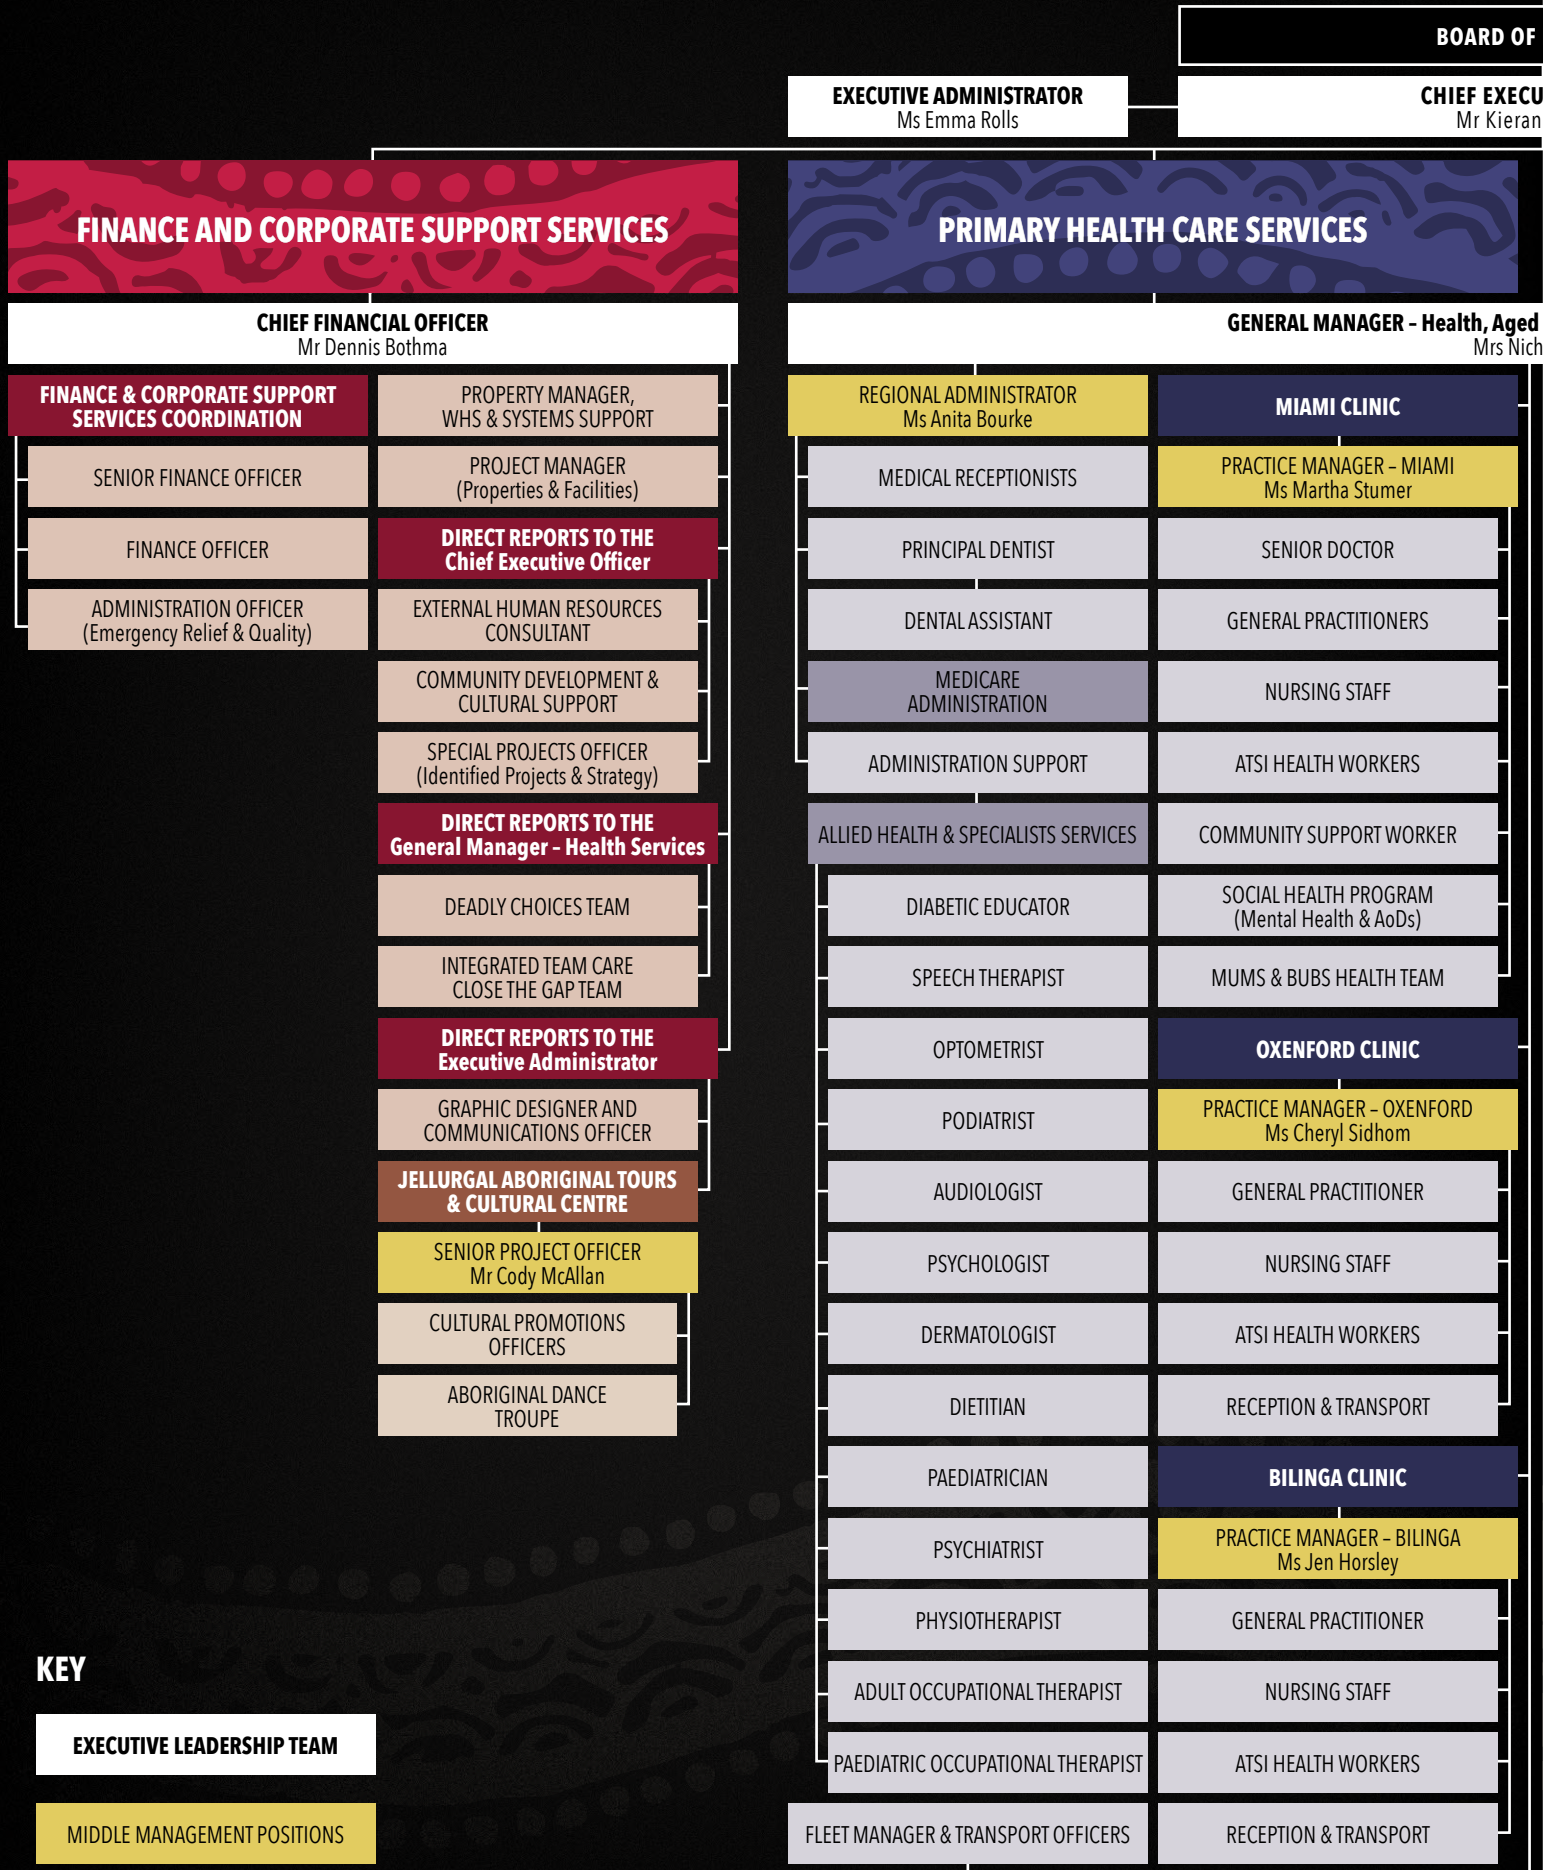 BOARD OF
EXECUTIVE ADMINISTRATOR
Ms Emma Rolls
CHIEF EXECU
Mr Kieran
FINANCE AND CORPORATE SUPPORT SERVICES
CHIEF FINANCIAL OFFICER
Mr Dennis Bothma
FINANCE & CORPORATE SUPPORT
SERVICES COORDINATION
SENIOR FINANCE OFFICER
FINANCE OFFICER
ADMINISTRATION OFFICER
(Emergency Relief & Quality)
PROPERTY MANAGER,
WHS & SYSTEMS SUPPORT
PROJECT MANAGER
(Properties & Facilities)
DIRECT REPORTS TO THE
Chief Executive Officer
EXTERNAL HUMAN RESOURCES
CONSULTANT
COMMUNITY DEVELOPMENT &
CULTURAL SUPPORT
SPECIAL PROJECTS OFFICER
(Identified Projects & Strategy)
DIRECT REPORTS TO THE
General Manager – Health Services
DEADLY CHOICES TEAM
INTEGRATED TEAM CARE
CLOSE THE GAP TEAM
DIRECT REPORTS TO THE
Executive Administrator
GRAPHIC DESIGNER AND
COMMUNICATIONS OFFICER
JELLURGAL ABORIGINAL TOURS
& CULTURAL CENTRE
SENIOR PROJECT OFFICER
Mr Cody McAllan
CULTURAL PROMOTIONS
OFFICERS
ABORIGINAL DANCE
TROUPE
PRIMARY HEALTH CARE SERVICES
GENERAL MANAGER – Health, Aged
Mrs Nich
REGIONAL ADMINISTRATOR
Ms Anita Bourke
MEDICAL RECEPTIONISTS
PRINCIPAL DENTIST
DENTAL ASSISTANT
MEDICARE
ADMINISTRATION
ADMINISTRATION SUPPORT
ALLIED HEALTH & SPECIALISTS SERVICES
DIABETIC EDUCATOR
SPEECH THERAPIST
OPTOMETRIST
PODIATRIST
AUDIOLOGIST
PSYCHOLOGIST
DERMATOLOGIST
DIETITIAN
PAEDIATRICIAN
PSYCHIATRIST
PHYSIOTHERAPIST
ADULT OCCUPATIONAL THERAPIST
PAEDIATRIC OCCUPATIONAL THERAPIST
FLEET MANAGER & TRANSPORT OFFICERS
MIAMI CLINIC
PRACTICE MANAGER – MIAMI
Ms Martha Stumer
SENIOR DOCTOR
GENERAL PRACTITIONERS
NURSING STAFF
ATSI HEALTH WORKERS
COMMUNITY SUPPORT WORKER
SOCIAL HEALTH PROGRAM
(Mental Health & AoDs)
MUMS & BUBS HEALTH TEAM
OXENFORD CLINIC
PRACTICE MANAGER – OXENFORD
Ms Cheryl Sidhom
GENERAL PRACTITIONER
NURSING STAFF
ATSI HEALTH WORKERS
RECEPTION & TRANSPORT
BILINGA CLINIC
PRACTICE MANAGER – BILINGA
Ms Jen Horsley
GENERAL PRACTITIONER
NURSING STAFF
ATSI HEALTH WORKERS
RECEPTION & TRANSPORT
KEY
EXECUTIVE LEADERSHIP TEAM
MIDDLE MANAGEMENT POSITIONS